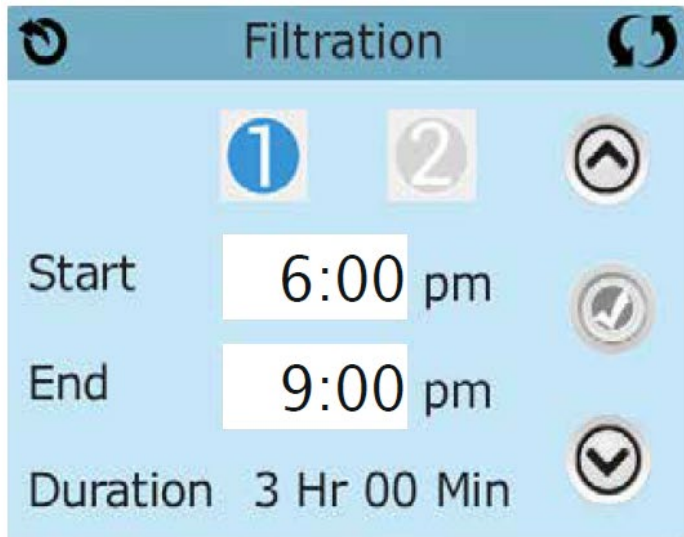 Filtration
1 2
Start 6:00 pm
End 9:00 pm
Duration 3 Hr 00 Min